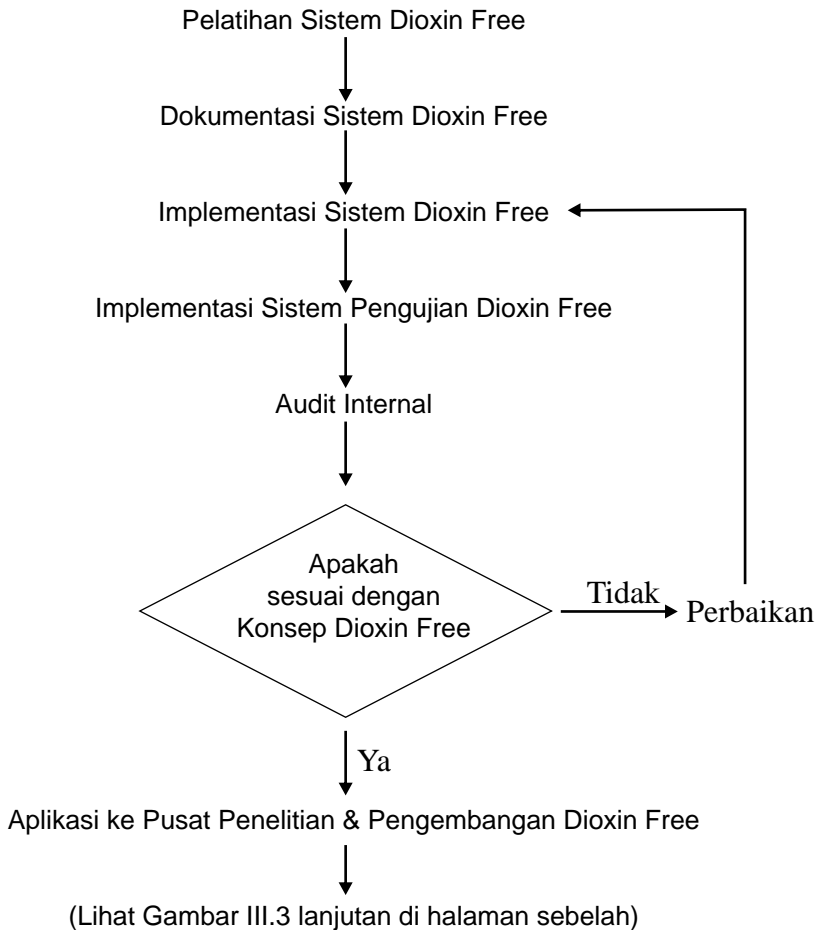 Pelatihan Sistem Dioxin Free
Dokumentasi Sistem Dioxin Free
Implementasi Sistem Dioxin Free
Implementasi Sistem Pengujian Dioxin Free
Audit Internal
Apakah
sesuai dengan
Konsep Dioxin Free
Tidak
Perbaikan
Ya
Aplikasi ke Pusat Penelitian & Pengembangan Dioxin Free
(Lihat Gambar III.3 lanjutan di halaman sebelah)